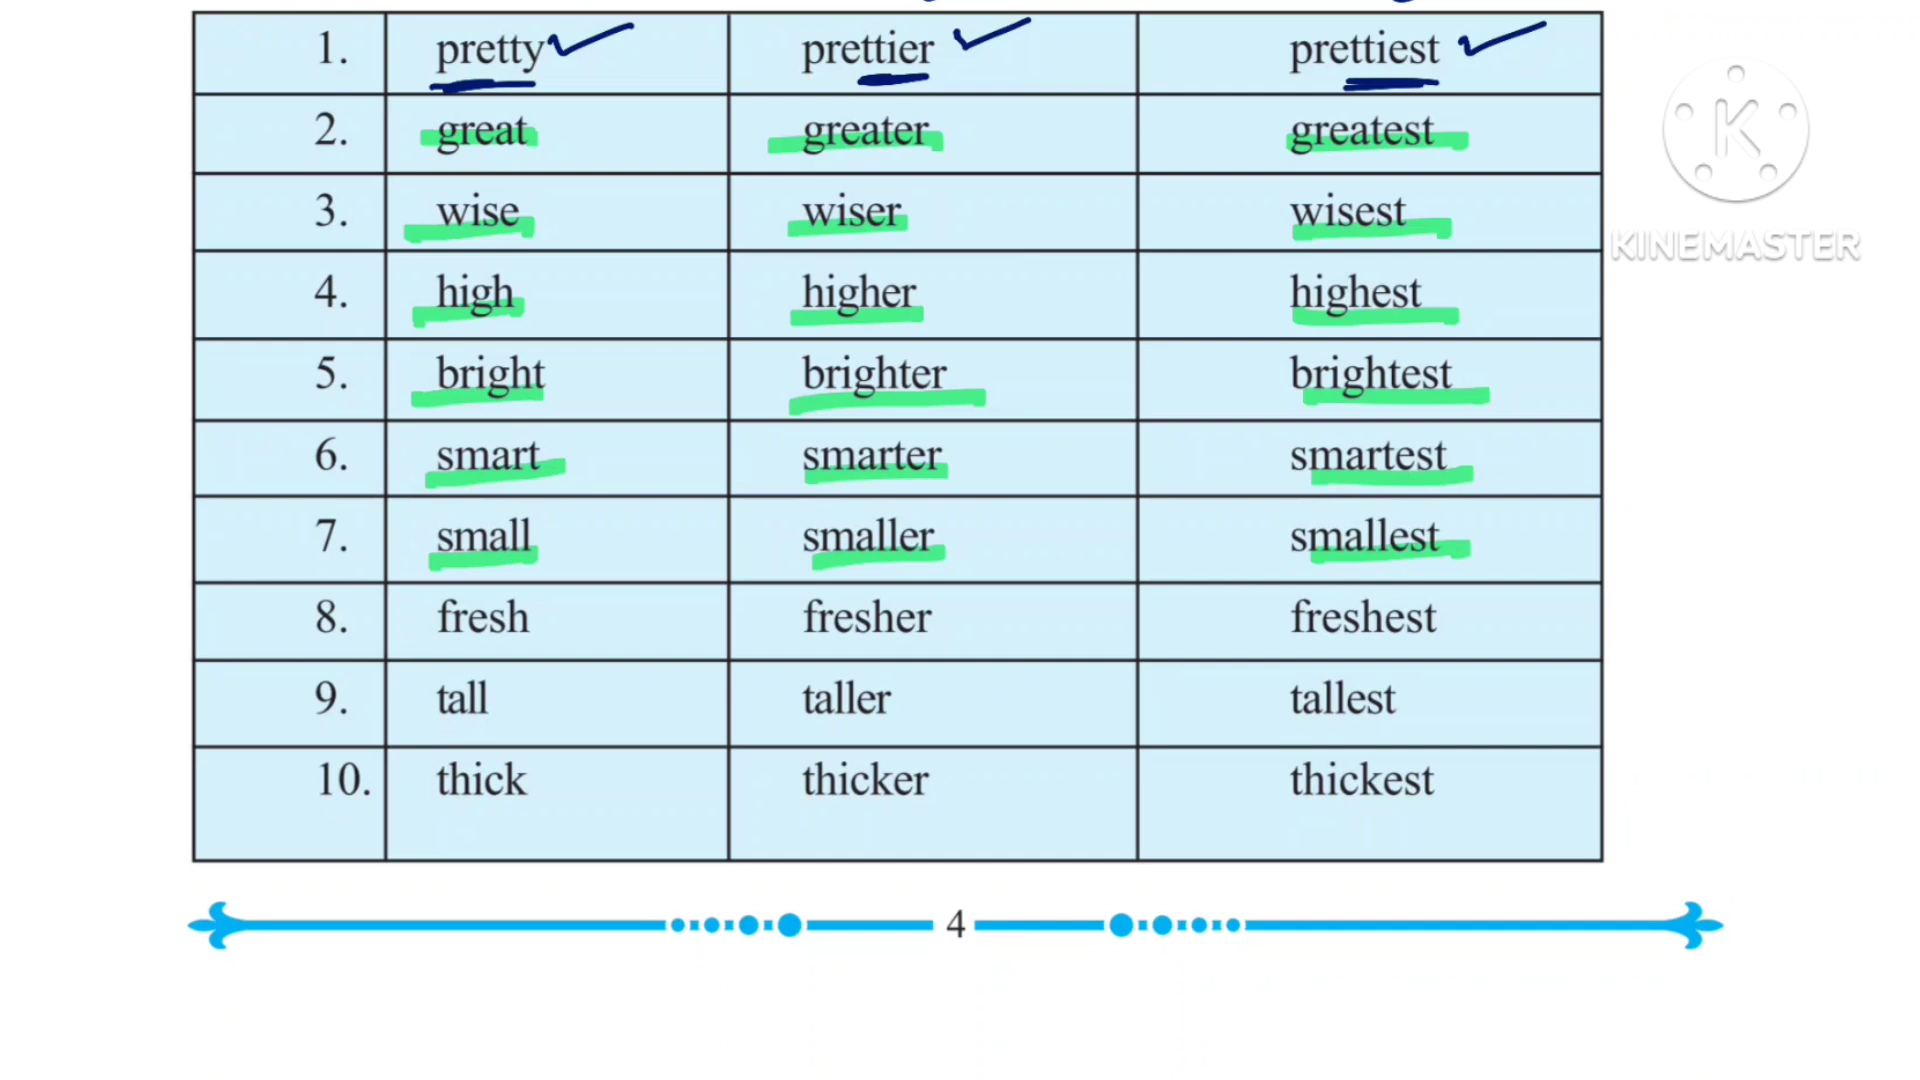 1. pretty prettier prettiest
2. great greater greatest
3. wise wiser wisest
4. high higher highest
5. bright brighter brightest
6. smart smarter smartest
7. small smaller smallest
8. fresh fresher freshest
9. tall taller tallest
10. thick thicker thickest
4
K
KINEMASTER